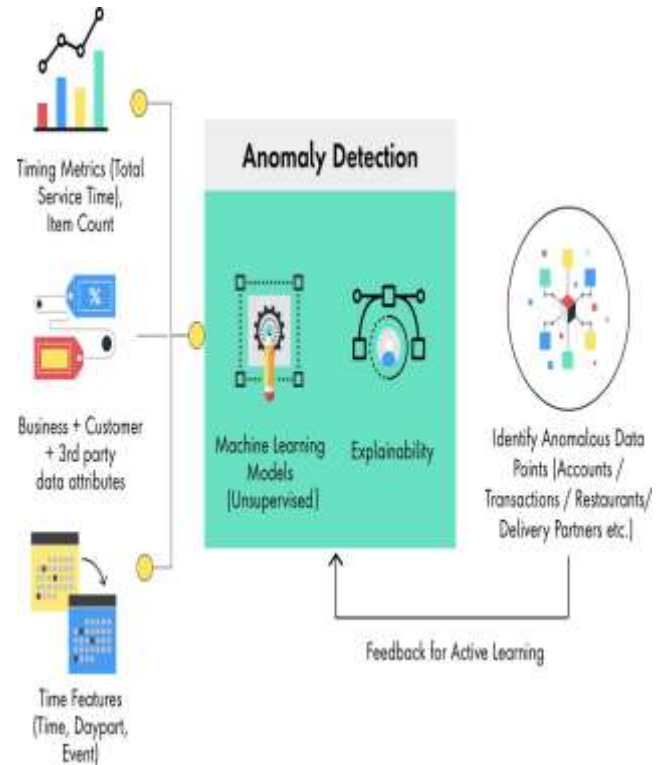 Timing Metrics (Total
Service Time),
Item Count
%
Business + Customer
+ 3rd party
data attributes
Time Features
(Time, Daypart,
Event)
Anomaly Detection
Machine Learning
Models
(Unsupervised)
Explainability
Identify Anomalous Data
Points (Accounts /
Transactions / Restaurants/
Delivery Partners etc.)
Feedback for Active Learning